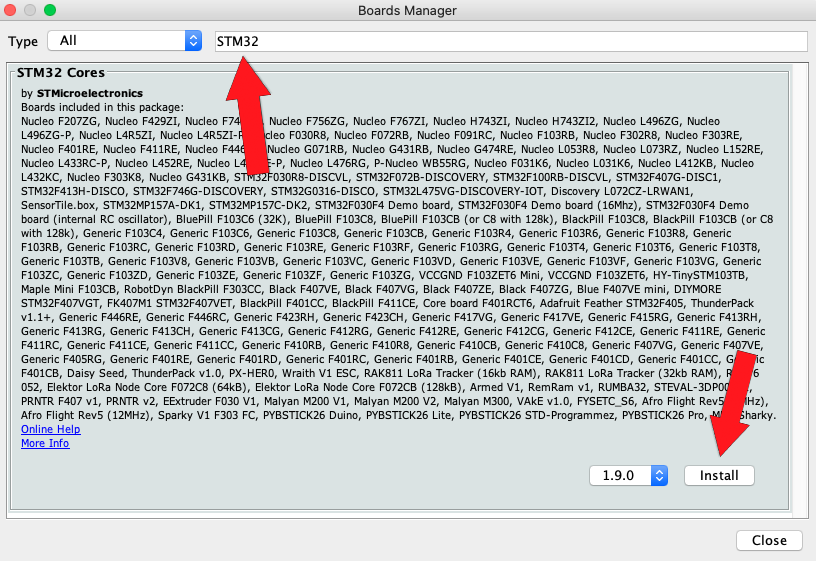 Boards Manager
Type All STM32
STM32 Cores
by STMicroelectronics
Boards included in this package:
Nucleo F207ZG, Nucleo F429ZI, Nucleo F74 Nucleo F756ZG, Nucleo F767ZI, Nucleo H743ZI, Nucleo H743ZI2, Nucleo L496ZG, Nucleo
L496ZG-P, Nucleo L4R5ZI, Nucleo L4R5ZI-P, Nucleo F030R8, Nucleo F072RB, Nucleo F091RC, Nucleo F103RB, Nucleo F302R8, Nucleo F303RE,
Nucleo F401RE, Nucleo F411RE, Nucleo F446 Nucleo G071RB, Nucleo G431RB, Nucleo G474RE, Nucleo L053R8, Nucleo L073RZ, Nucleo L152RE,
Nucleo L433RC-P, Nucleo L452RE, Nucleo L4 E-P, Nucleo L476RG, P-Nucleo WB55RG, Nucleo F031K6, Nucleo L031K6, Nucleo L412KB, Nucleo
L432KC, Nucleo F303K8, Nucleo G431KB, STM32F030R8-DISCVL, STM32F072B-DISCOVERY, STM32F100RB-DISCVL, STM32F407G-DISC1,
STM32F413H-DISCO, STM32F746G-DISCOVERY, STM32G0316-DISCO, STM32L475VG-DISCOVERY-IOT, Discovery L072CZ-LRWAN1,
SensorTile.box, STM32MP157A-DK1, STM32MP157C-DK2, STM32F030F4 Demo board, STM32F030F4 Demo board (16Mhz), STM32F030F4 Demo
board (internal RC oscillator), BluePill F103C6 (32K), BluePill F103C8, BluePill F103CB (or C8 with 128k), BlackPill F103C8, BlackPill F103CB (or C8
with 128k), Generic F103C4, Generic F103C6, Generic F103C8, Generic F103CB, Generic F103R4, Generic F103R6, Generic F103R8, Generic
F103RB, Generic F103RC, Generic F103RD, Generic F103RE, Generic F103RF, Generic F103RG, Generic F103T4, Generic F103T6, Generic F103T8,
Generic F103TB, Generic F103V8, Generic F103VB, Generic F103VC, Generic F103VD, Generic F103VE, Generic F103VF, Generic F103VG, Generic
F103ZC, Generic F103ZD, Generic F103ZE, Generic F103ZF, Generic F103ZG, VCCGND F103ZET6 Mini, VCCGND F103ZET6, HY-TinySTM103TB,
Maple Mini F103CB, RobotDyn BlackPill F303CC, Black F407VE, Black F407VG, Black F407ZE, Black F407ZG, Blue F407VE mini, DIYMORE
STM32F407VGT, FK407M1 STM32F407VET, BlackPill F401CC, BlackPill F411CE, Core board F401RCT6, Adafruit Feather STM32F405, ThunderPack
v1.1+, Generic F446RE, Generic F446RC, Generic F423RH, Generic F423CH, Generic F417VG, Generic F417VE, Generic F415RG, Generic F413RH,
Generic F413RG, Generic F413CH, Generic F413CG, Generic F412RG, Generic F412RE, Generic F412CG, Generic F412CE, Generic F411RE, Generic
F411RC, Generic F411CE, Generic F411CC, Generic F410RB, Generic F410R8, Generic F410CB, Generic F410C8, Generic F407VG, Generic F407VE,
Generic F405RG, Generic F401RE, Generic F401RD, Generic F401RC, Generic F401RB, Generic F401CE, Generic F401CD, Generic F401CC, Generic
F401CB, Daisy Seed, ThunderPack v1.0, PX-HER0, Wraith V1 ESC, RAK811 LoRa Tracker (16kb RAM), RAK811 LoRa Tracker (32kb RAM),
052, Elektor LoRa Node Core F072C8 (64kB), Elektor LoRa Node Core F072CB (128kB), Armed V1, RemRam v1, RUMBA32, STEVAL-3DP00
PRNTR F407 v1, PRNTR v2, EExtruder F030 V1, Malyan M200 V1, Malyan M200 V2, Malyan M300, VAkE v1.0, FYSETC_S6, Afro Flight Rev5 MHz),
Afro Flight Rev5 (12MHz), Sparky V1 F303 FC, PYBSTICK26 Duino, PYBSTICK26 Lite, PYBSTICK26 STD-Programmez, PYBSTICK26 Pro, Sharky.
Online Help
More Info
1.9.0 Install
Close